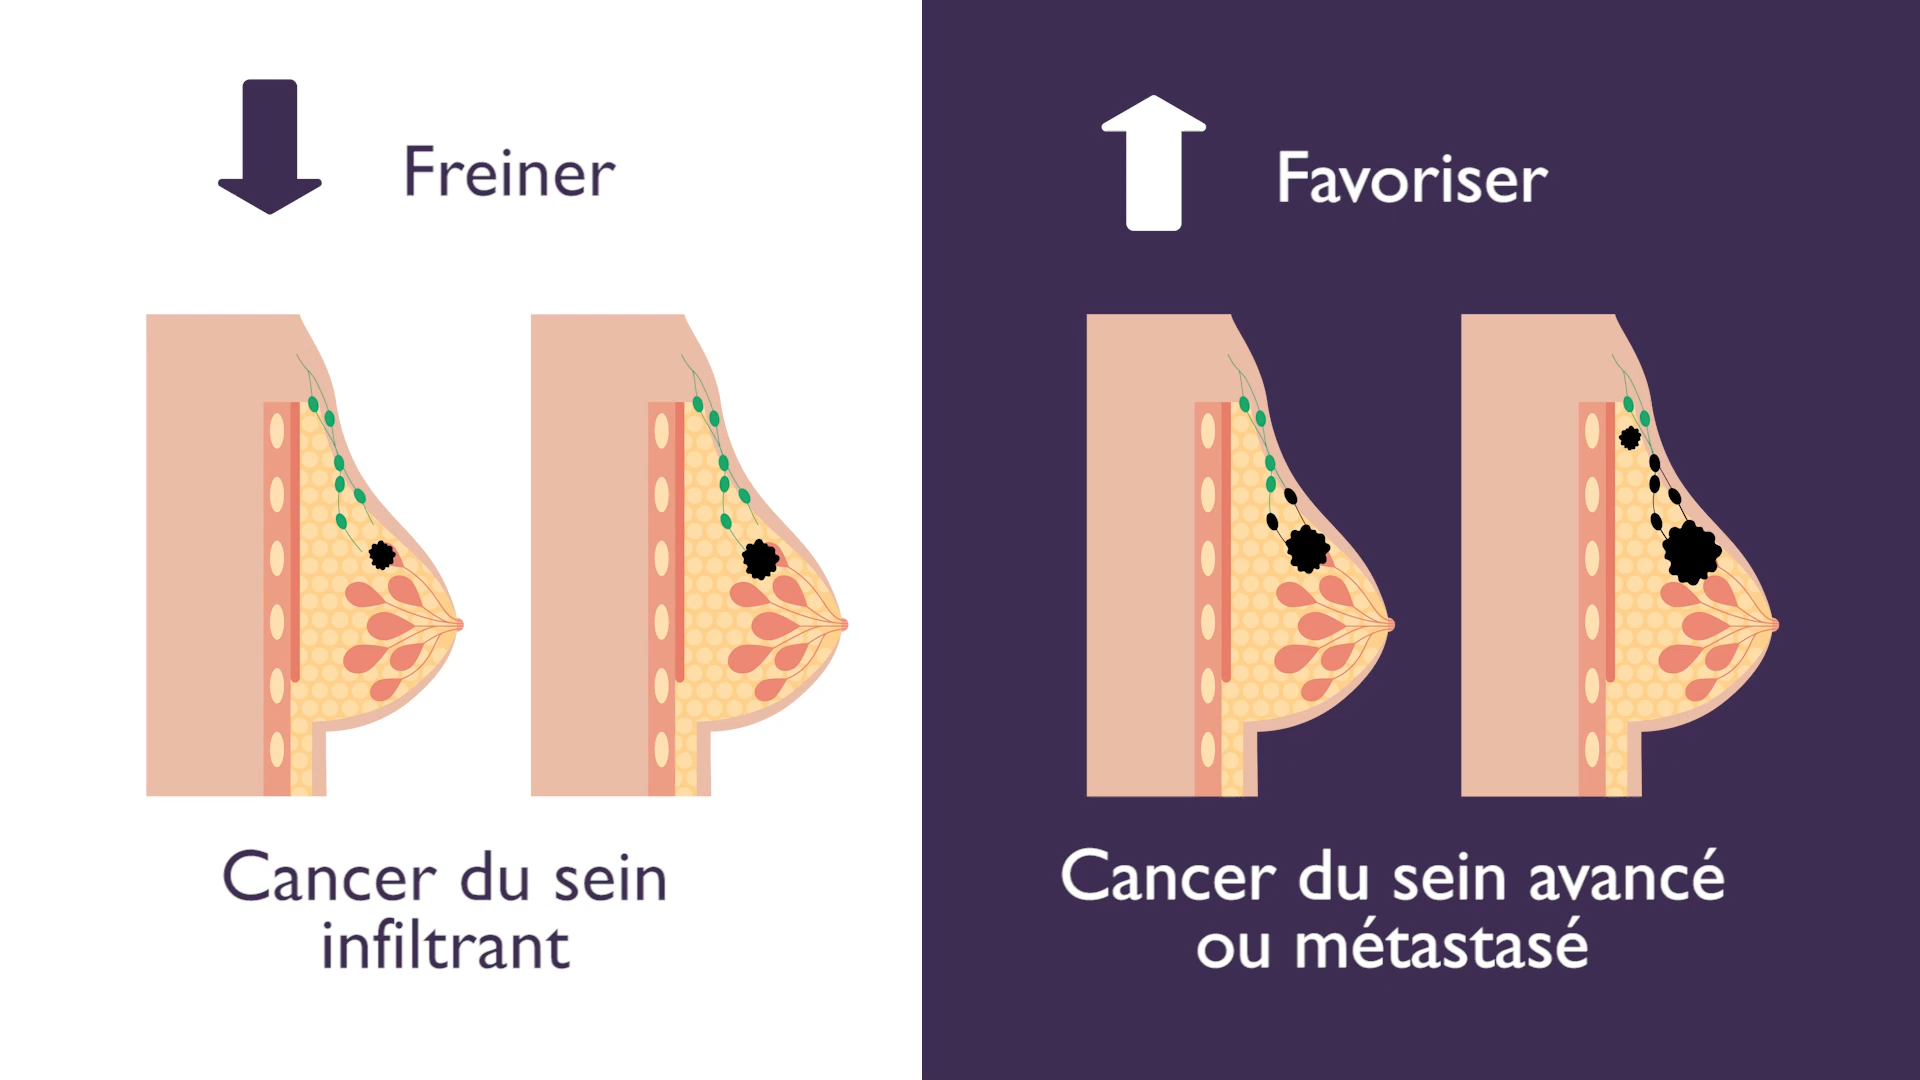 Freiner
Favoriser
Cancer du sein
infiltrant
Cancer du sein avancé
ou métastasé